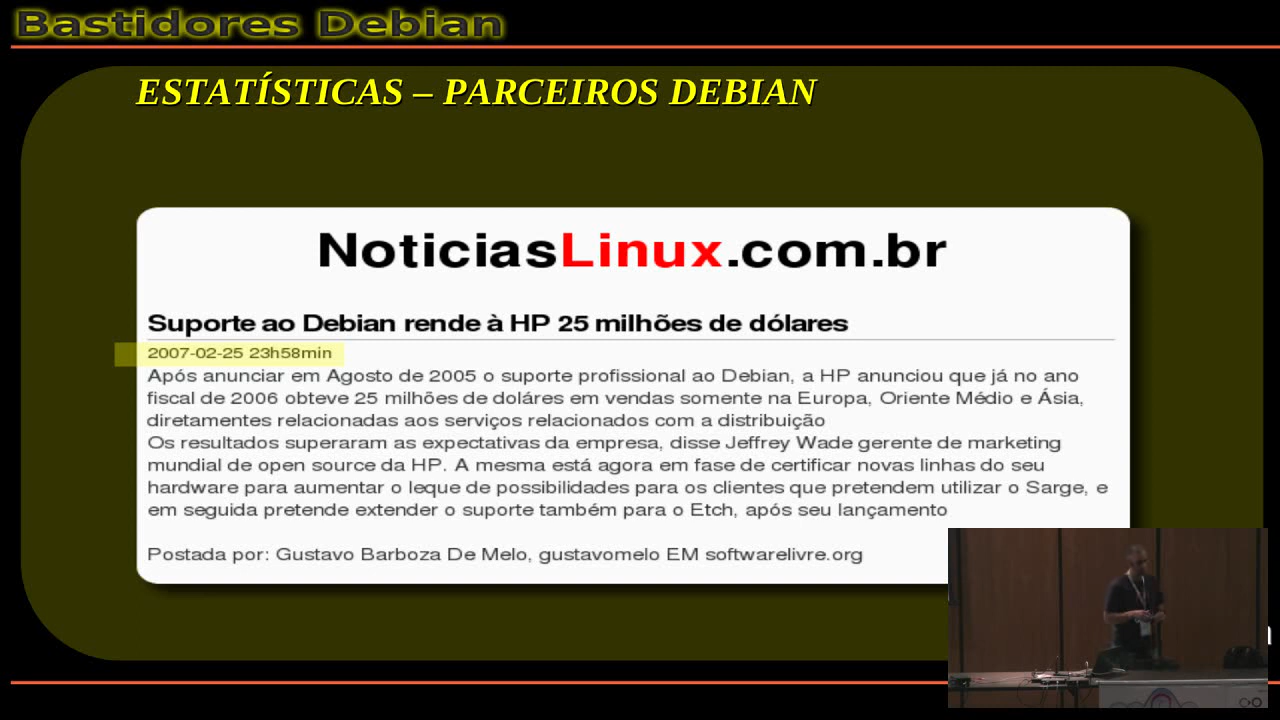 Bastidores Debian
ESTATÍSTICAS – PARCEIROS DEBIAN
NoticiasLinux.com.br
Suporte ao Debian rende à HP 25 milhões de dólares
2007-02-25 23h58min
Após anunciar em Agosto de 2005 o suporte profissional ao Debian, a HP anunciou que já no ano
fiscal de 2006 obteve 25 milhões de doláres em vendas somente na Europa, Oriente Médio e Ásia,
diretamentes relacionadas aos serviços relacionados com a distribuição
Os resultados superaram as expectativas da empresa, disse Jeffrey Wade gerente de marketing
mundial de open source da HP. A mesma está agora em fase de certificar novas linhas do seu
hardware para aumentar o leque de possibilidades para os clientes que pretendem utilizar o Sarge, e
em seguida pretende extender o suporte também para o Etch, após seu lançamento
Postada por: Gustavo Barboza De Melo, gustavomelo EM softwarelivre.org